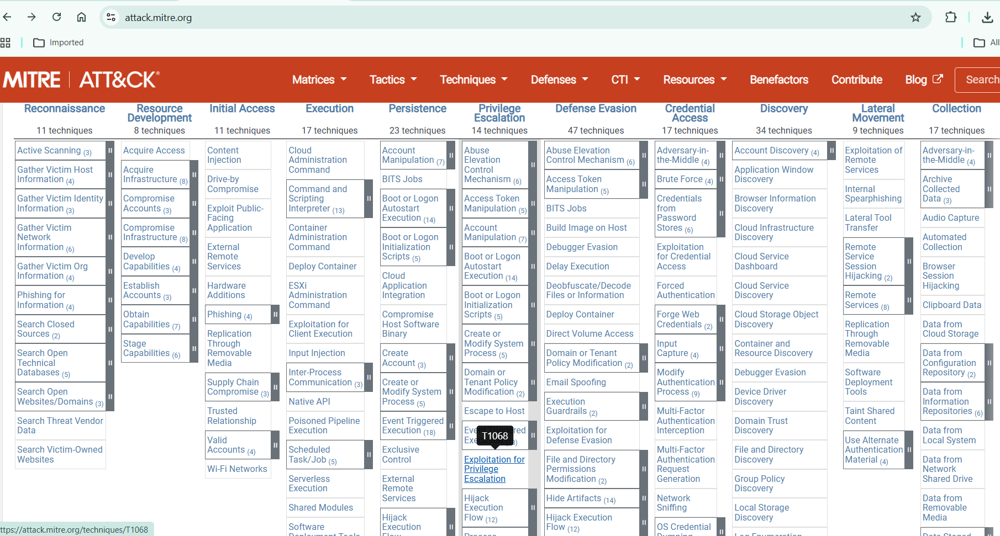 attack.mitre.org
Imported
All
MITRE | ATT&CK®
Matrices
Tactics
Techniques
Defenses
CTI
Resources
Benefactors
Contribute
Blog
Search
Reconnaissance
11 techniques
Active Scanning (3)
Gather Victim Host
Information (4)
Gather Victim Identity
Information (3)
Gather Victim
Network
Information (6)
Gather Victim Org
Information (4)
Phishing for
Information (4)
Search Closed
Sources (2)
Search Open
Technical
Databases (5)
Search Open
Websites/Domains (3)
Search Threat Vendor
Data
Search Victim-Owned
Websites
Resource
Development
8 techniques
Acquire Access
Acquire
Infrastructure (8)
Compromise
Accounts (3)
Compromise
Infrastructure (8)
Develop
Capabilities (4)
Establish
Accounts (3)
Obtain
Capabilities (7)
Stage
Capabilities (6)
Initial Access
11 techniques
Content
Injection
Drive-by
Compromise
Exploit Public-
Facing
Application
External
Remote
Services
Hardware
Additions
Phishing (4)
Replication
Through
Removable
Media
Supply Chain
Compromise (3)
Trusted
Relationship
Valid
Accounts (4)
Wi-Fi Networks
Execution
17 techniques
Cloud
Administration
Command
Command and
Scripting
Interpreter (13)
Container
Administration
Command
Deploy Container
ESXi
Administration
Command
Exploitation for
Client Execution
Input Injection
Inter-Process
Communication (3)
Native API
Poisoned Pipeline
Execution
Scheduled
Task/Job (5)
Serverless
Execution
Shared Modules
Software
Deployment Tools
Persistence
23 techniques
Account
Manipulation (7)
BITS Jobs
Boot or Logon
Autostart
Execution (14)
Boot or Logon
Initialization
Scripts (5)
Cloud
Application
Integration
Compromise
Host Software
Binary
Create
Account (3)
Create or
Modify System
Process (5)
Event Triggered
Execution (18)
Exclusive
Control
External
Remote
Services
Hijack
Execution
Flow
Privilege
Escalation
14 techniques
Abuse
Elevation
Control
Mechanism (6)
Access Token
Manipulation (5)
Account
Manipulation (7)
Boot or Logon
Autostart
Execution (14)
Boot or Logon
Initialization
Scripts (5)
Create or
Modify System
Process (5)
Domain or
Tenant Policy
Modification (2)
Escape to Host
T1068
Exploitation for
Privilege
Escalation
Hijack
Execution
Flow (12)
Process
Defense Evasion
47 techniques
Abuse Elevation
Control Mechanism (6)
Access Token
Manipulation (5)
BITS Jobs
Build Image on Host
Debugger Evasion
Delay Execution
Deobfuscate/Decode
Files or Information
Deploy Container
Direct Volume Access
Domain or Tenant
Policy Modification (2)
Email Spoofing
Execution
Guardrails (2)
Exploitation for
Defense Evasion
File and Directory
Permissions
Modification (2)
Hide Artifacts (14)
Hijack Execution
Flow (12)
Credential
Access
17 techniques
Adversary-in-
the-Middle (4)
Brute Force (4)
Credentials
from
Password
Stores (6)
Exploitation
for Credential
Access
Forced
Authentication
Forge Web
Credentials (2)
Input
Capture (4)
Modify
Authentication
Process (9)
Multi-Factor
Authentication
Interception
Multi-Factor
Authentication
Request
Generation
Network
Sniffing
OS Credential
Dumping
Discovery
34 techniques
Account Discovery (4)
Application Window
Discovery
Browser Information
Discovery
Cloud Infrastructure
Discovery
Cloud Service
Dashboard
Cloud Service
Discovery
Cloud Storage Object
Discovery
Container and
Resource Discovery
Debugger Evasion
Device Driver
Discovery
Domain Trust
Discovery
File and Directory
Discovery
Group Policy
Discovery
Local Storage
Discovery
Log Enumeration
Lateral
Movement
9 techniques
Exploitation of
Remote
Services
Internal
Spearphishing
Lateral Tool
Transfer
Remote
Service
Session
Hijacking (2)
Remote
Services (8)
Replication
Through
Removable
Media
Software
Deployment
Tools
Taint Shared
Content
Use Alternate
Authentication
Material (4)
Collection
17 techniques
Adversary-in-
the-Middle (4)
Archive
Collected
Data (3)
Audio Capture
Automated
Collection
Browser
Session
Hijacking
Clipboard Data
Data from
Cloud Storage
Data from
Configuration
Repository (2)
Data from
Information
Repositories (6)
Data from
Local System
Data from
Network
Shared Drive
Data from
Removable
Media
Data Staged
ttps://attack.mitre.org/techniques/T1068